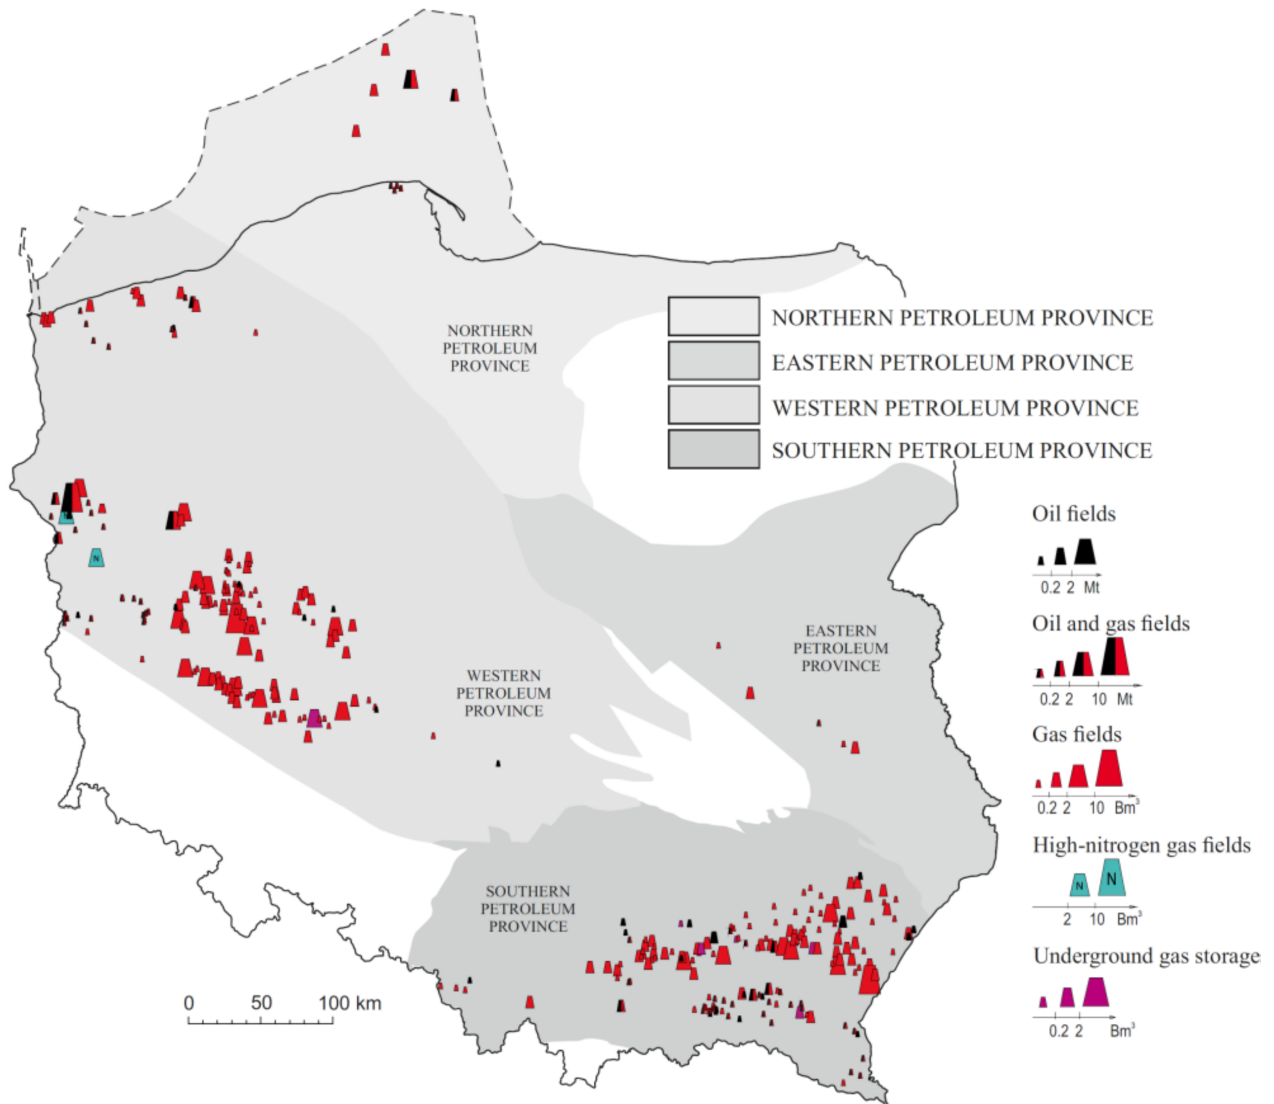 NORTHERN
PETROLEUM
PROVINCE
NORTHERN PETROLEUM PROVINCE
EASTERN PETROLEUM PROVINCE
WESTERN PETROLEUM PROVINCE
SOUTHERN PETROLEUM PROVINCE
Oil fields
0.2 2 Mt
Oil and gas fields
0.2 2 10 Mt
Gas fields
0.2 2 10 Bm³
High-nitrogen gas fields
N N
2 10 Bm³
Underground gas storage
0.2 2 Bm³
N
EASTERN
PETROLEUM
PROVINCE
WESTERN
PETROLEUM
PROVINCE
SOUTHERN
PETROLEUM
PROVINCE
0 50 100 km